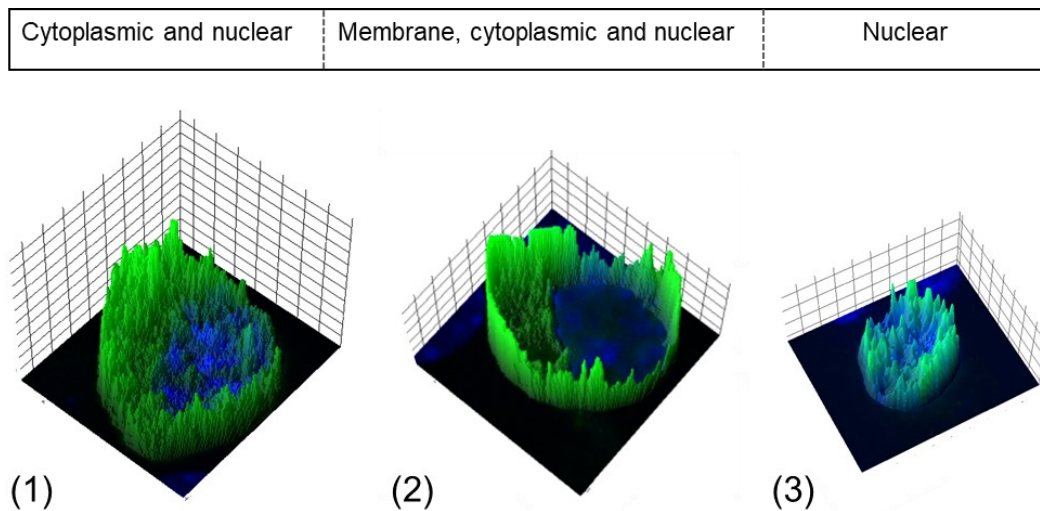 Cytoplasmic and nuclear
Membrane, cytoplasmic and nuclear
Nuclear
(1)
(2)
(3)